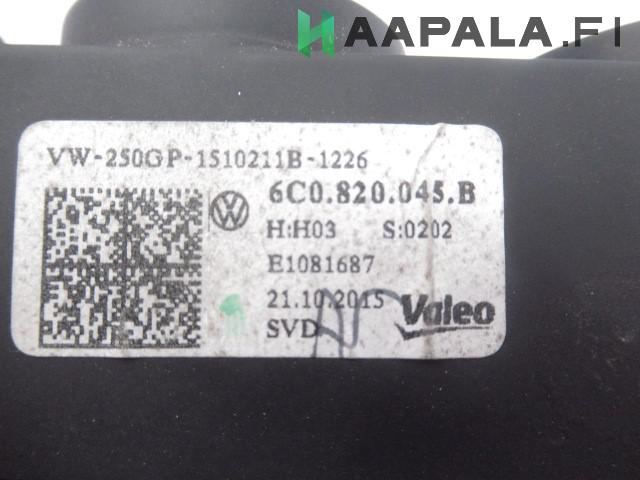 HAAPALA.FI
VW-250GP-1510211B-1226
6C0.820.045.B
H:H03 S:0202
E1081687
21.10.2015
SVD
Valeo